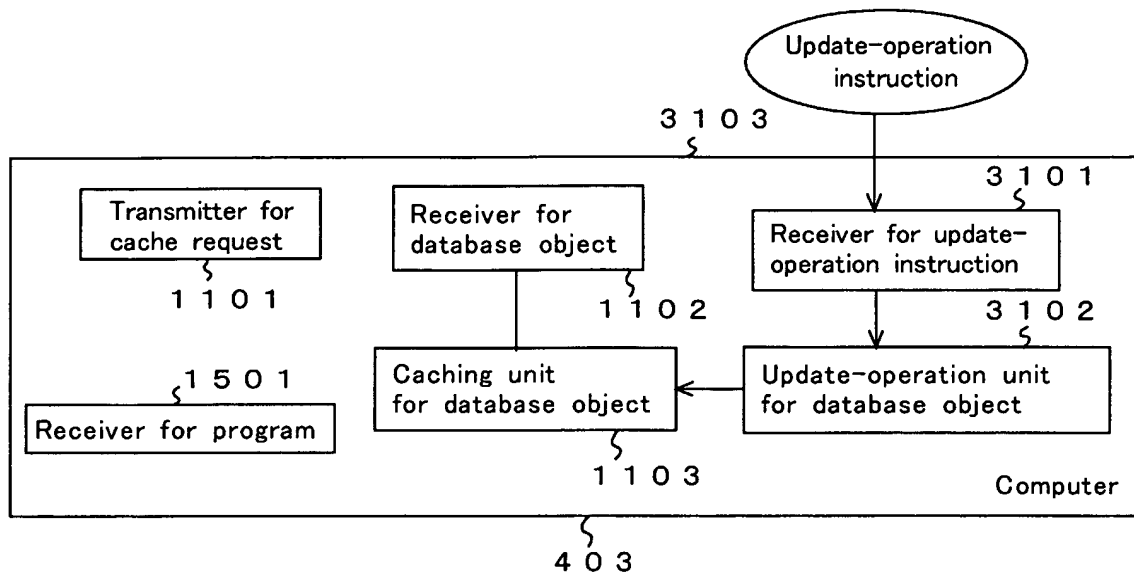 Update-operation
instruction
3103
3101
Transmitter for
cache request
1101
Receiver for
database object
1102
Receiver for update-
operation instruction
3102
1501
Receiver for program
Caching unit
for database object
1103
Update-operation unit
for database object
Computer
403